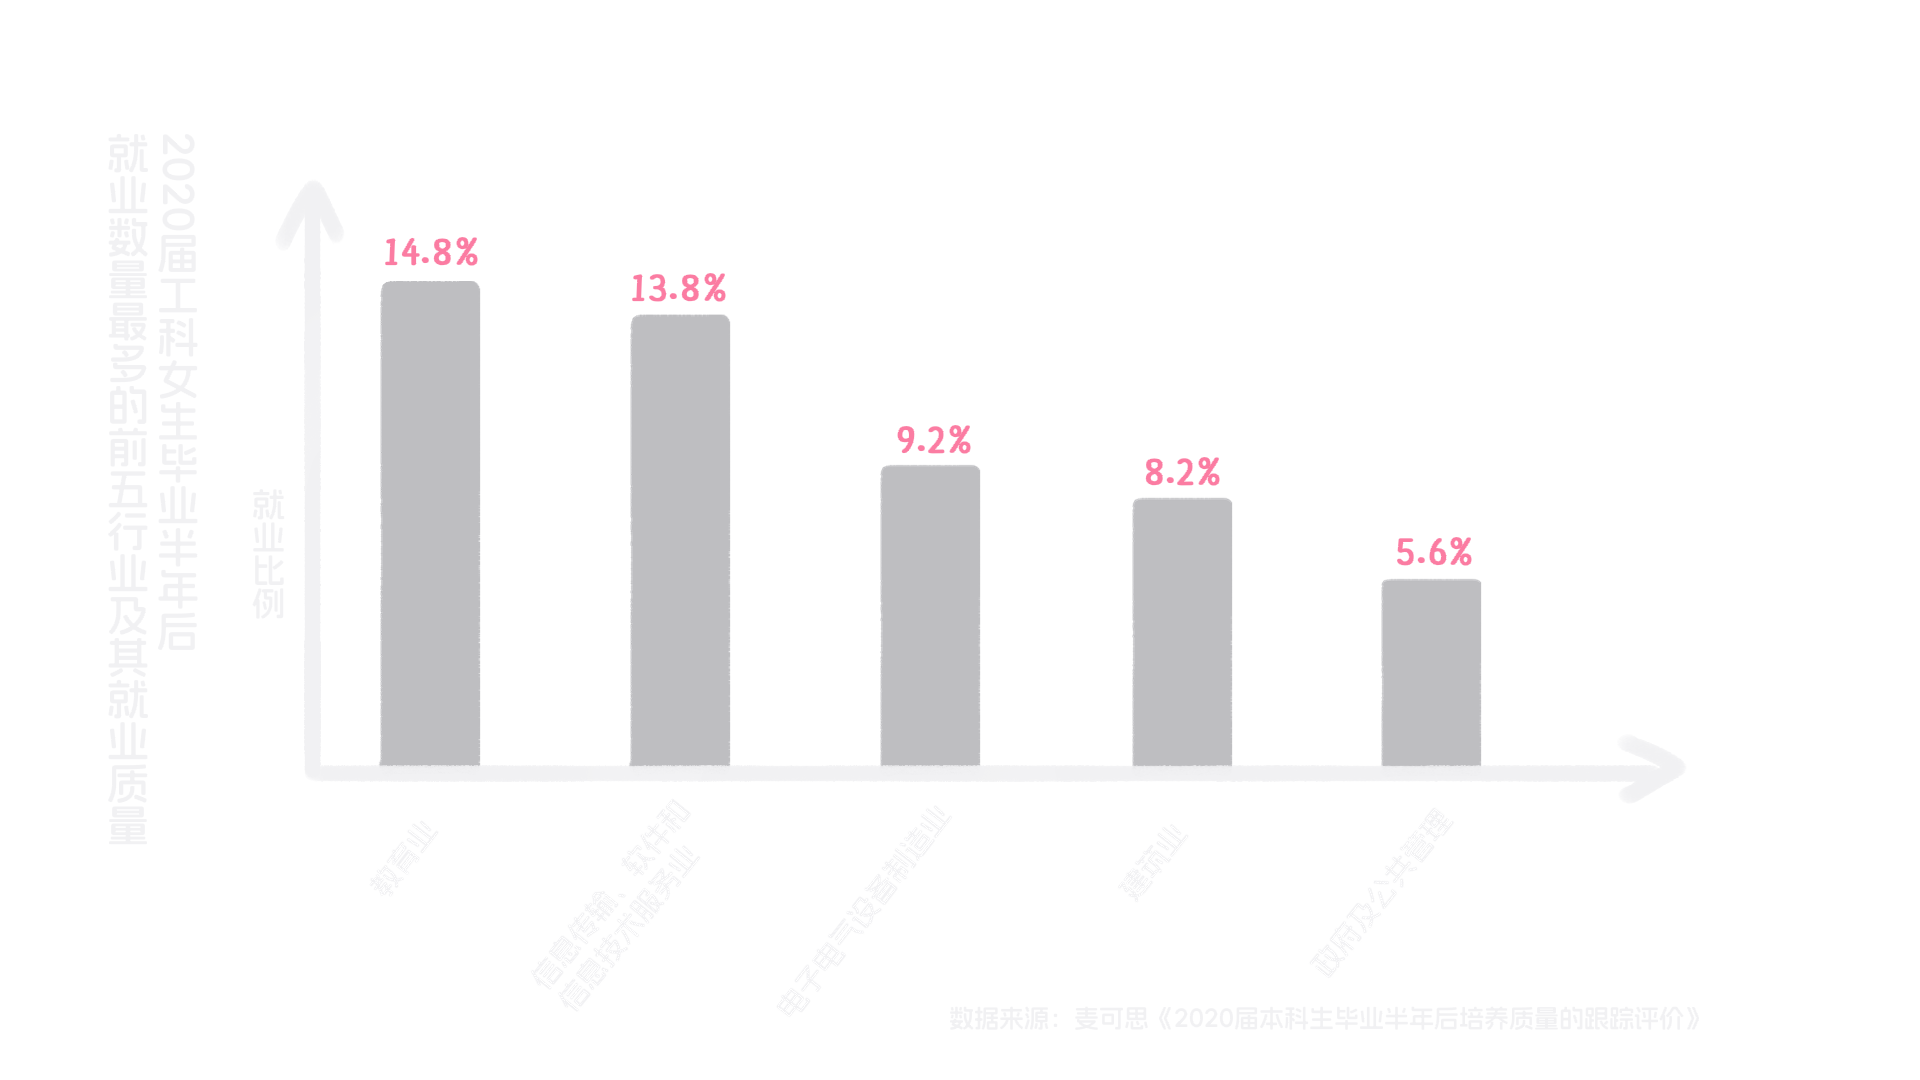 2020届工科女生毕业半年后
就业数量最多的前五行业及其就业质量
就业比例
14.8%
13.8%
9.2%
8.2%
5.6%
教育业
信息传输、软件和
信息技术服务业
电子电气设备制造业
建筑业
政府及公共管理
数据来源：麦可思《2020届本科生毕业半年后培养质量的跟踪评价》